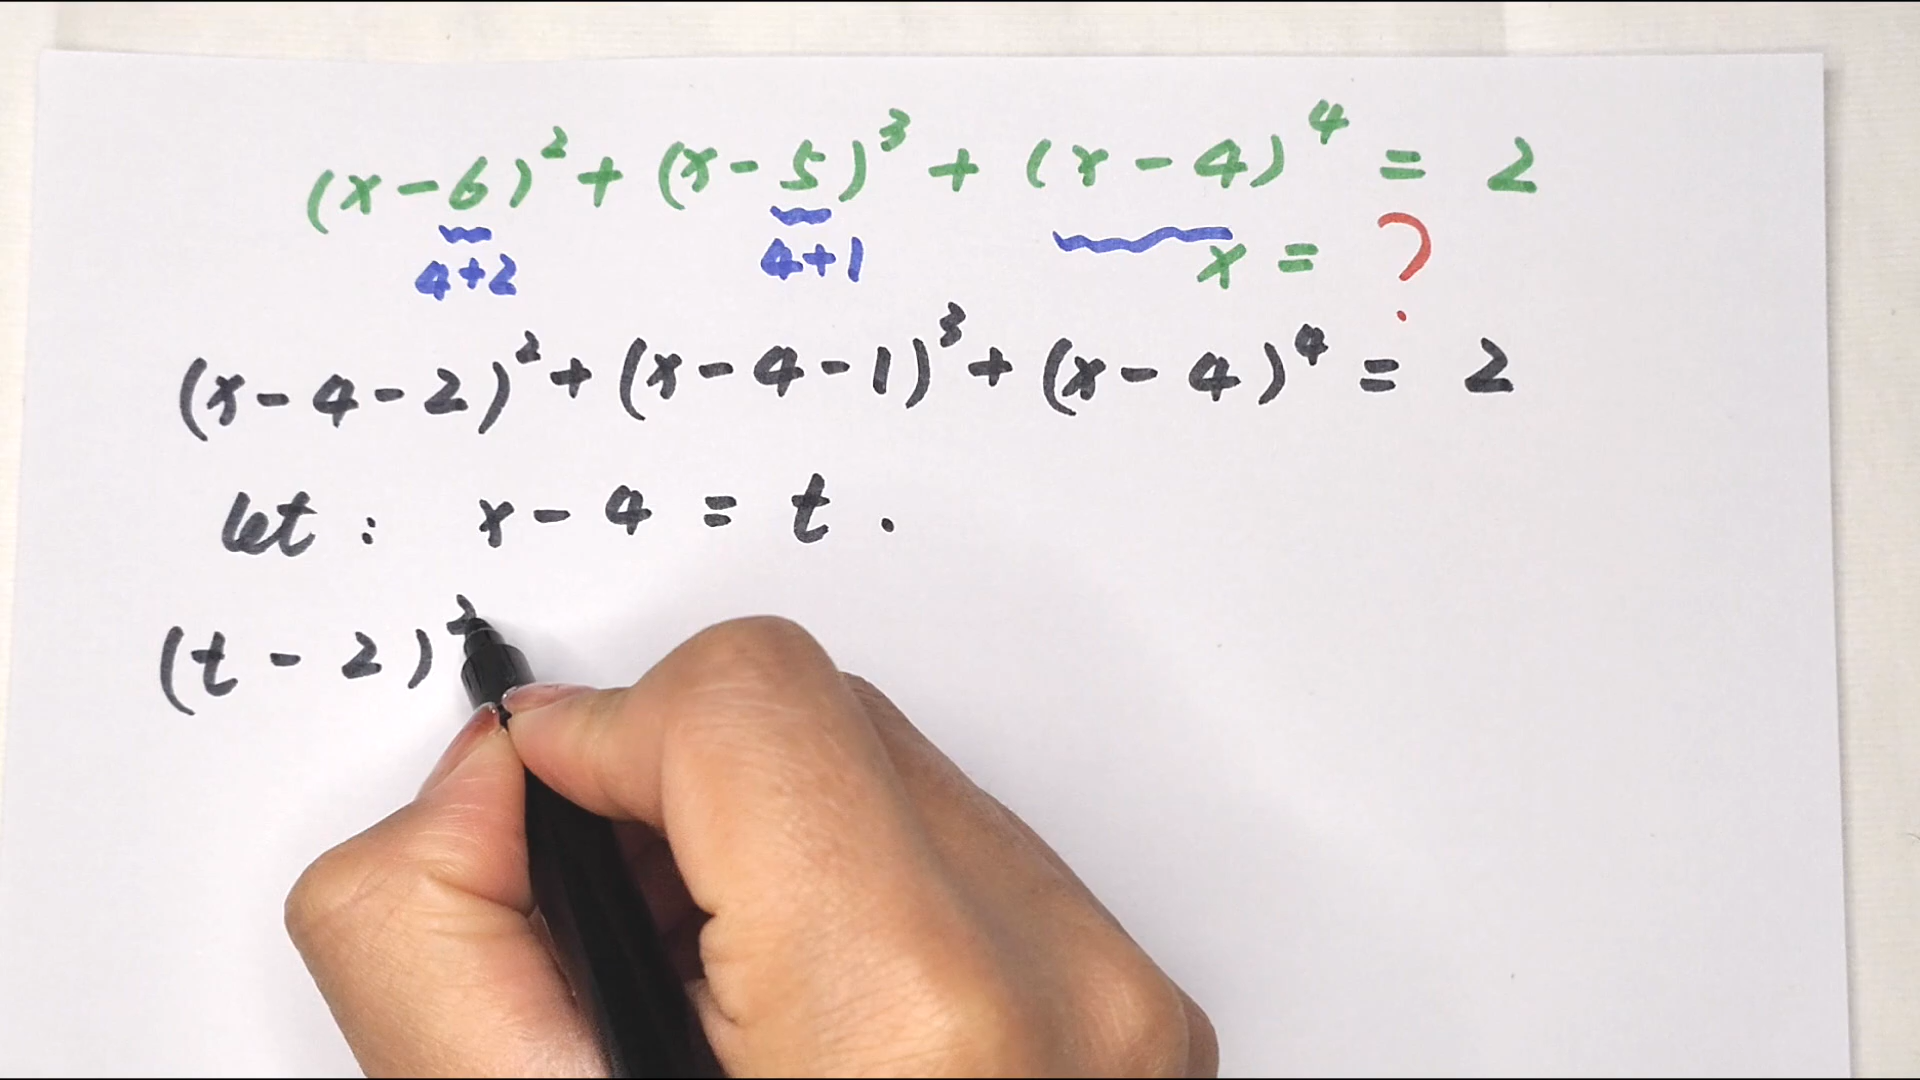 (x-6)² + (x-5)³ + (x-4)⁴ = 2
4+2 4+1 x = ?
(x-4-2)² + (x-4-1)³ + (x-4)⁴ = 2
let : x-4 = t .
(t-2)²